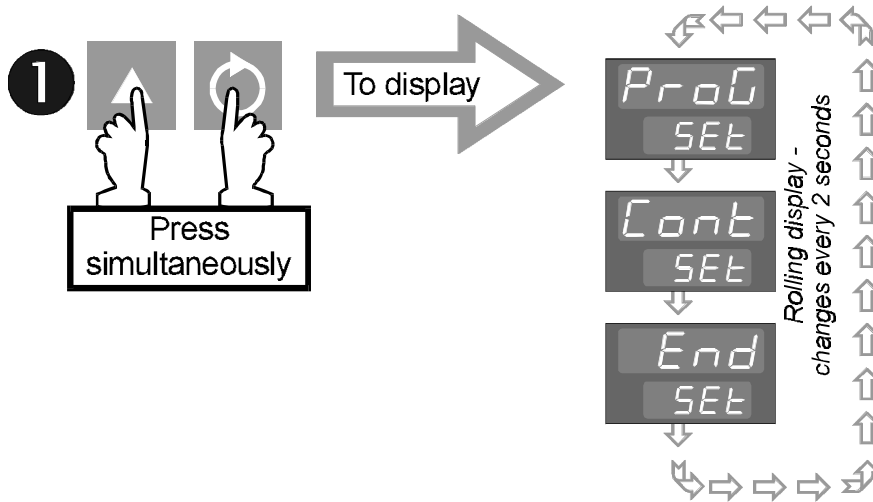 1
To display
Press
simultaneously
ProG
SEt
Cont
SEt
End
SEt
Rolling display -
changes every 2 seconds